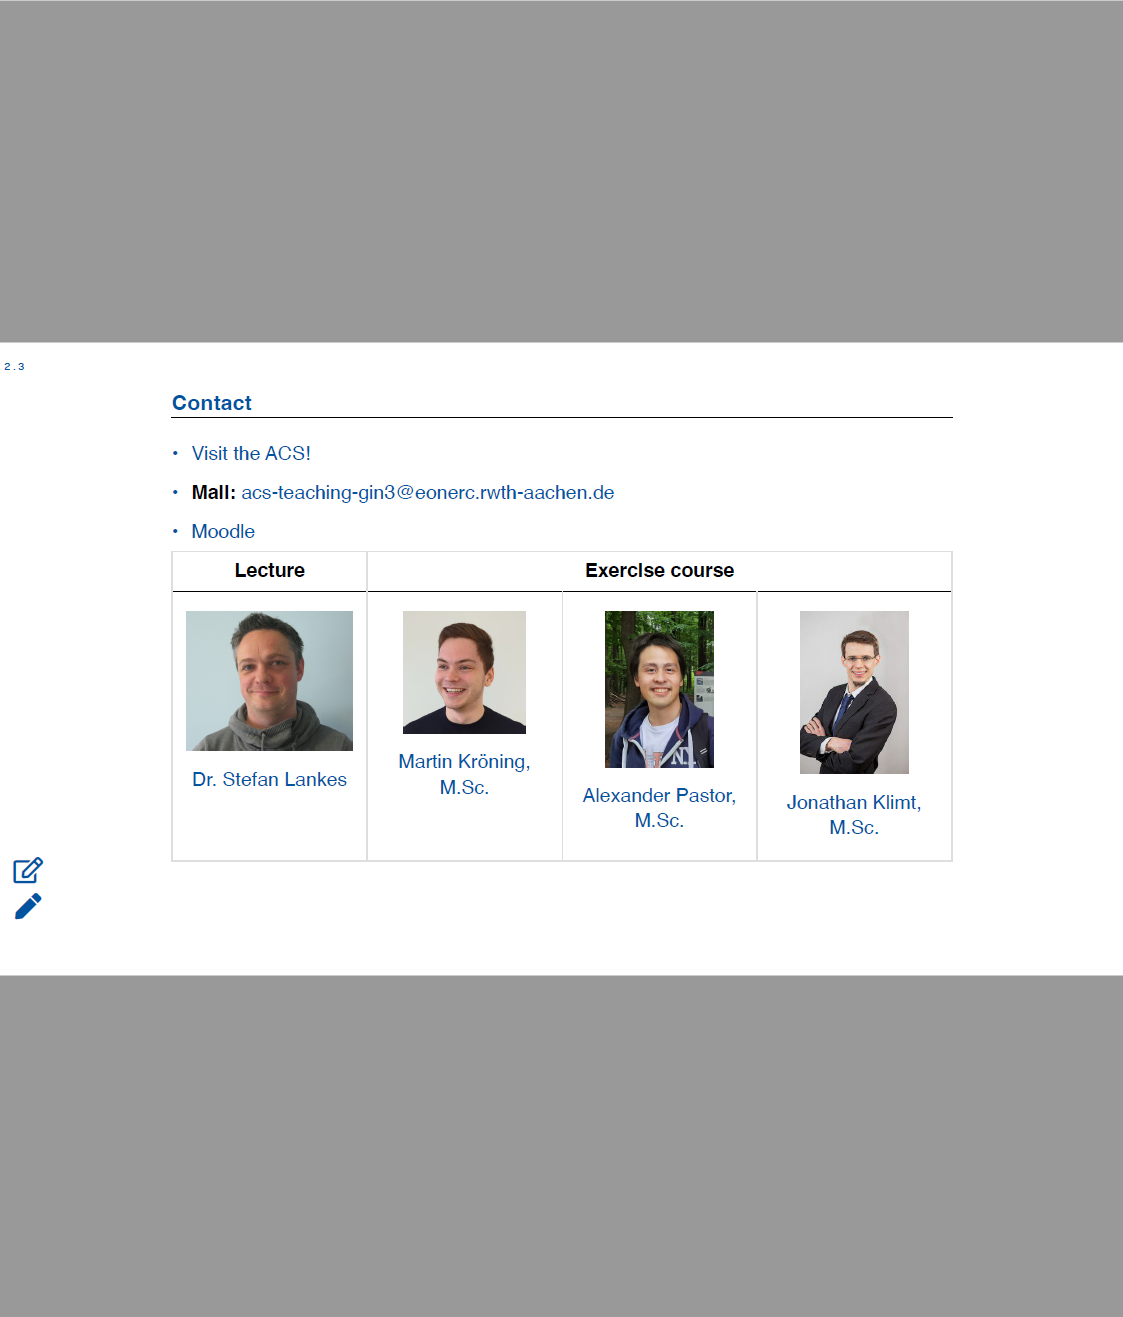 2.3
Contact
• Visit the ACS!
• Mail: acs-teaching-gin3@eonerc.rwth-aachen.de
• Moodle
Lecture
Exercise course
Dr. Stefan Lankes
Martin Kröning,
M.Sc.
Alexander Pastor,
M.Sc.
Jonathan Klimt,
M.Sc.